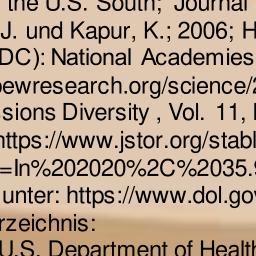 the U.S. South; Journal
J. und Kapur, K.; 2006; H
DC): National Academies
ewresearch.org/science/2
sions Diversity , Vol. 11,
https://www.jstor.org/stabl
=In%202020%2C%2035.9
unter: https://www.dol.gov
rzeichnis:
U.S. Department of Health